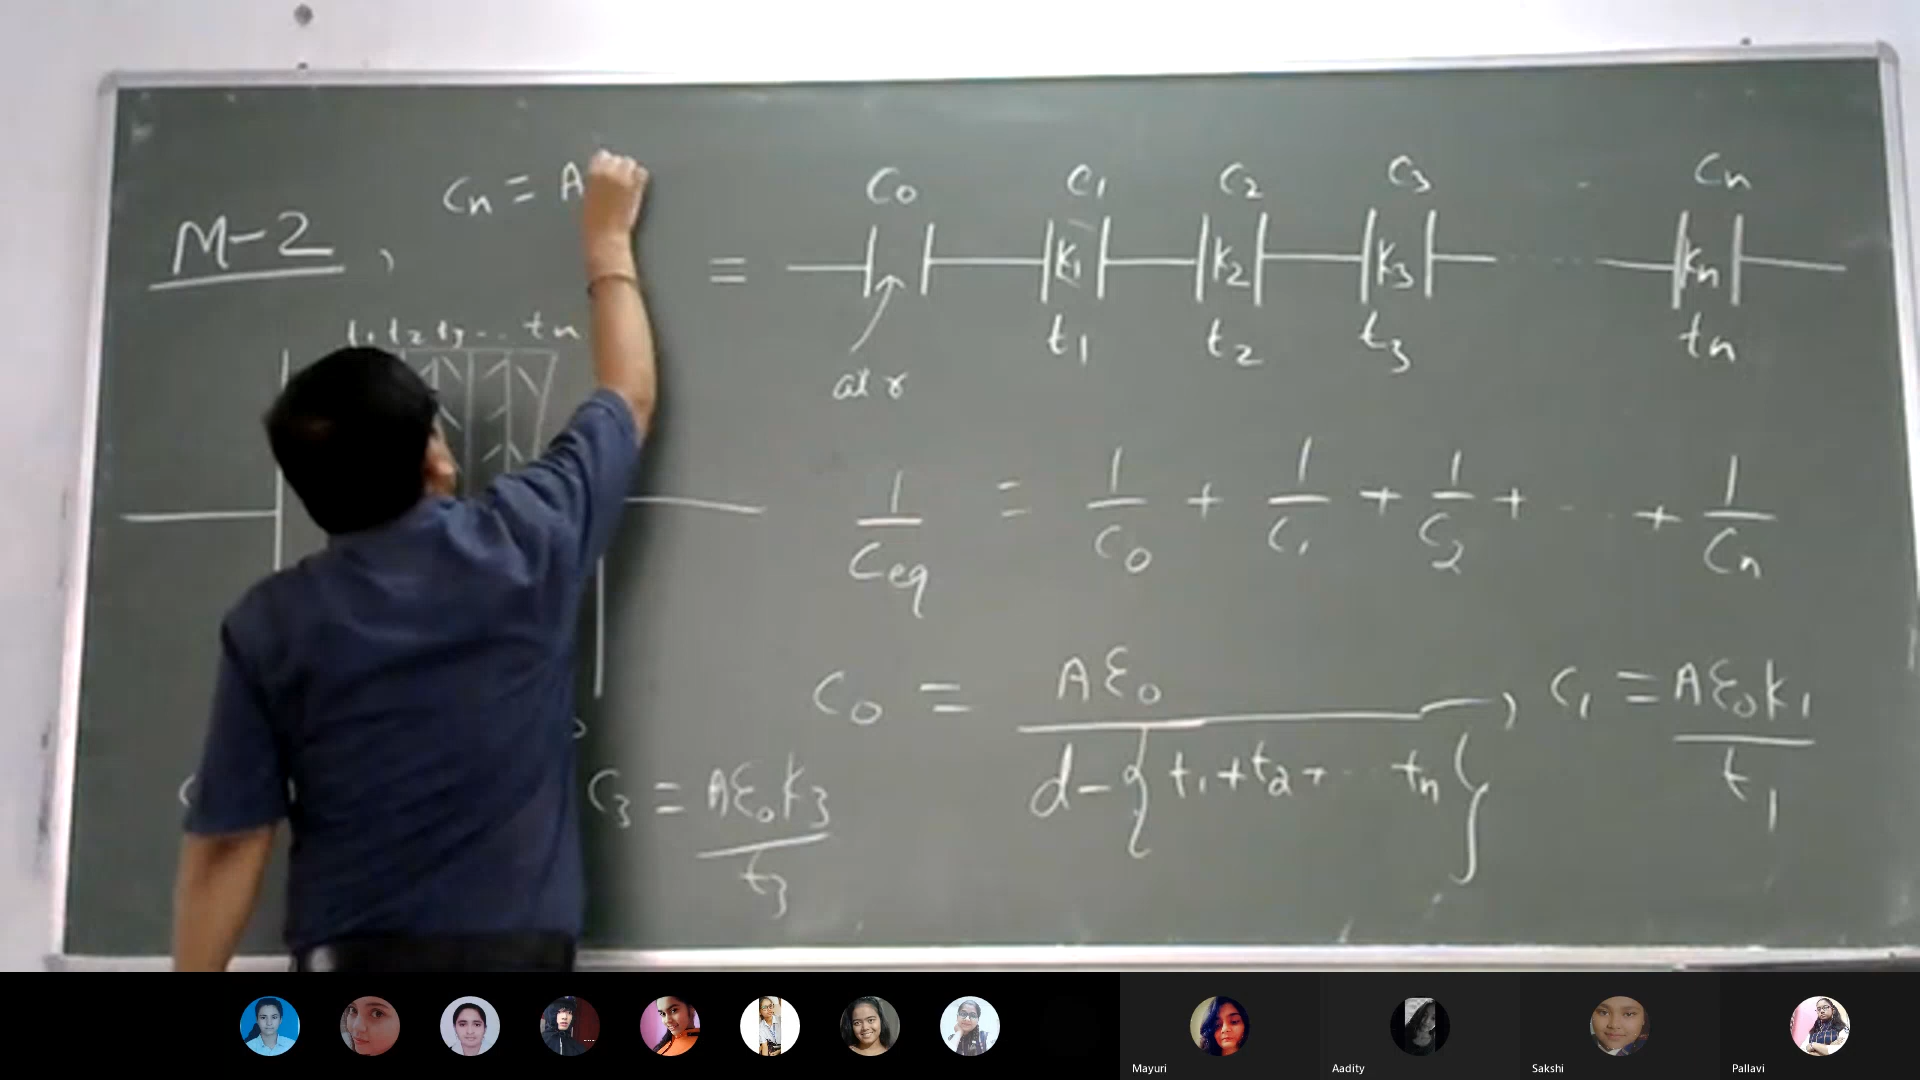 Cn = A
M-2,
t1 t2 t3 .. tn
= C0 C1 C2 C3 - Cn
K1 K2 K3 ..... Kn
t1 t2 t3 tn
air
1/Ceq = 1/C0 + 1/C1 + 1/C2 + ... + 1/Cn
C0 = Aε0 / d-{t1+t2+ .. tn}, C1 = Aε0K1 / t1
C3 = Aε0K3 / t3
Mayuri
Aadity
Sakshi
Pallavi